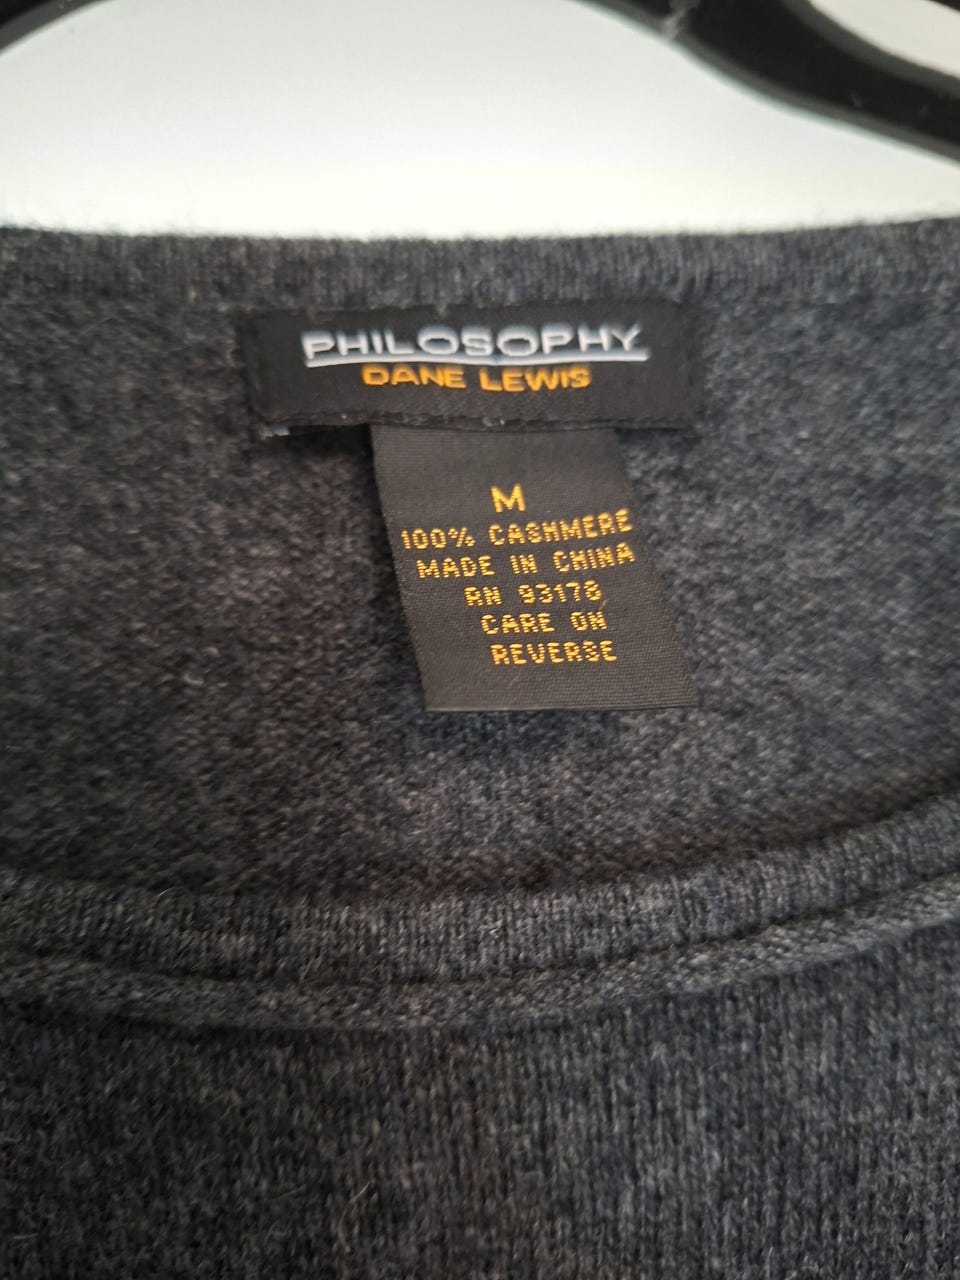 PHILOSOPHY
DANE LEWIS
M
100% CASHMERE
MADE IN CHINA
RN 93178
CARE ON
REVERSE